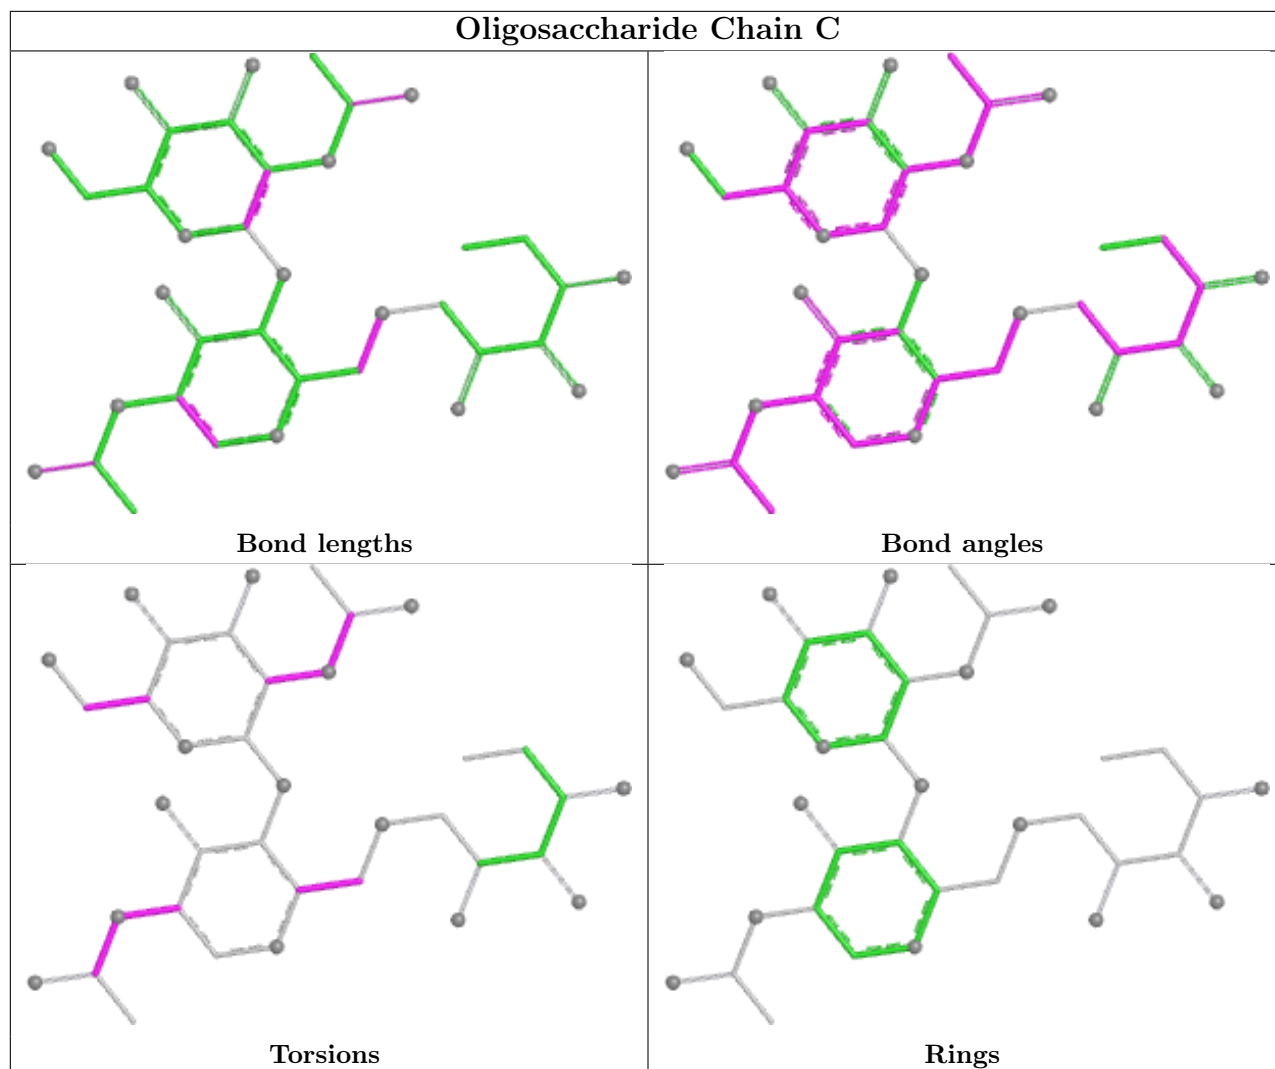 Oligosaccharide Chain C
Bond lengths
Bond angles
Torsions
Rings